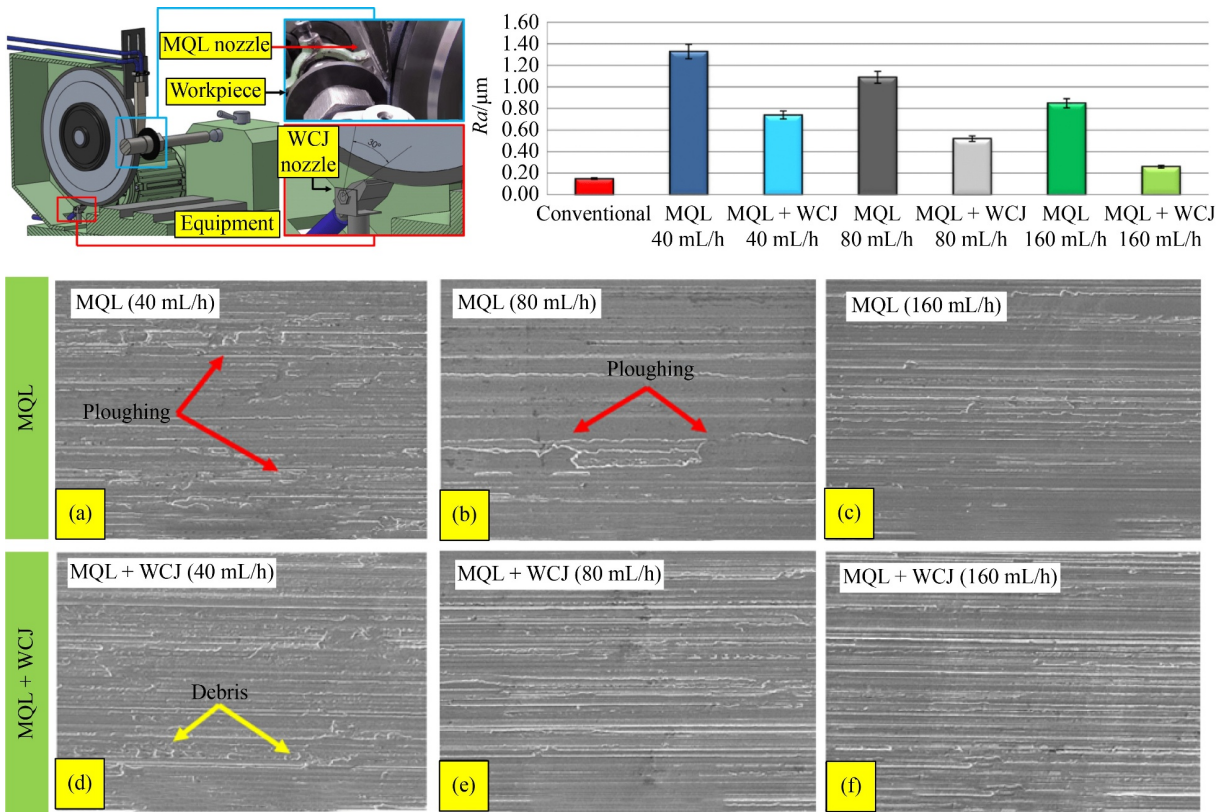 MQL nozzle
Workpiece
WCJ
nozzle
30°
Equipment
Ra/μm
1.60
1.40
1.20
1.00
0.80
0.60
0.40
0.20
0.00
Conventional
MQL
40 mL/h
MQL + WCJ
40 mL/h
MQL
80 mL/h
MQL + WCJ
80 mL/h
MQL
160 mL/h
MQL + WCJ
160 mL/h
MQL
MQL (40 mL/h)
Ploughing
(a)
MQL (80 mL/h)
Ploughing
(b)
MQL (160 mL/h)
(c)
MQL + WCJ
MQL + WCJ (40 mL/h)
Debris
(d)
MQL + WCJ (80 mL/h)
(e)
MQL + WCJ (160 mL/h)
(f)